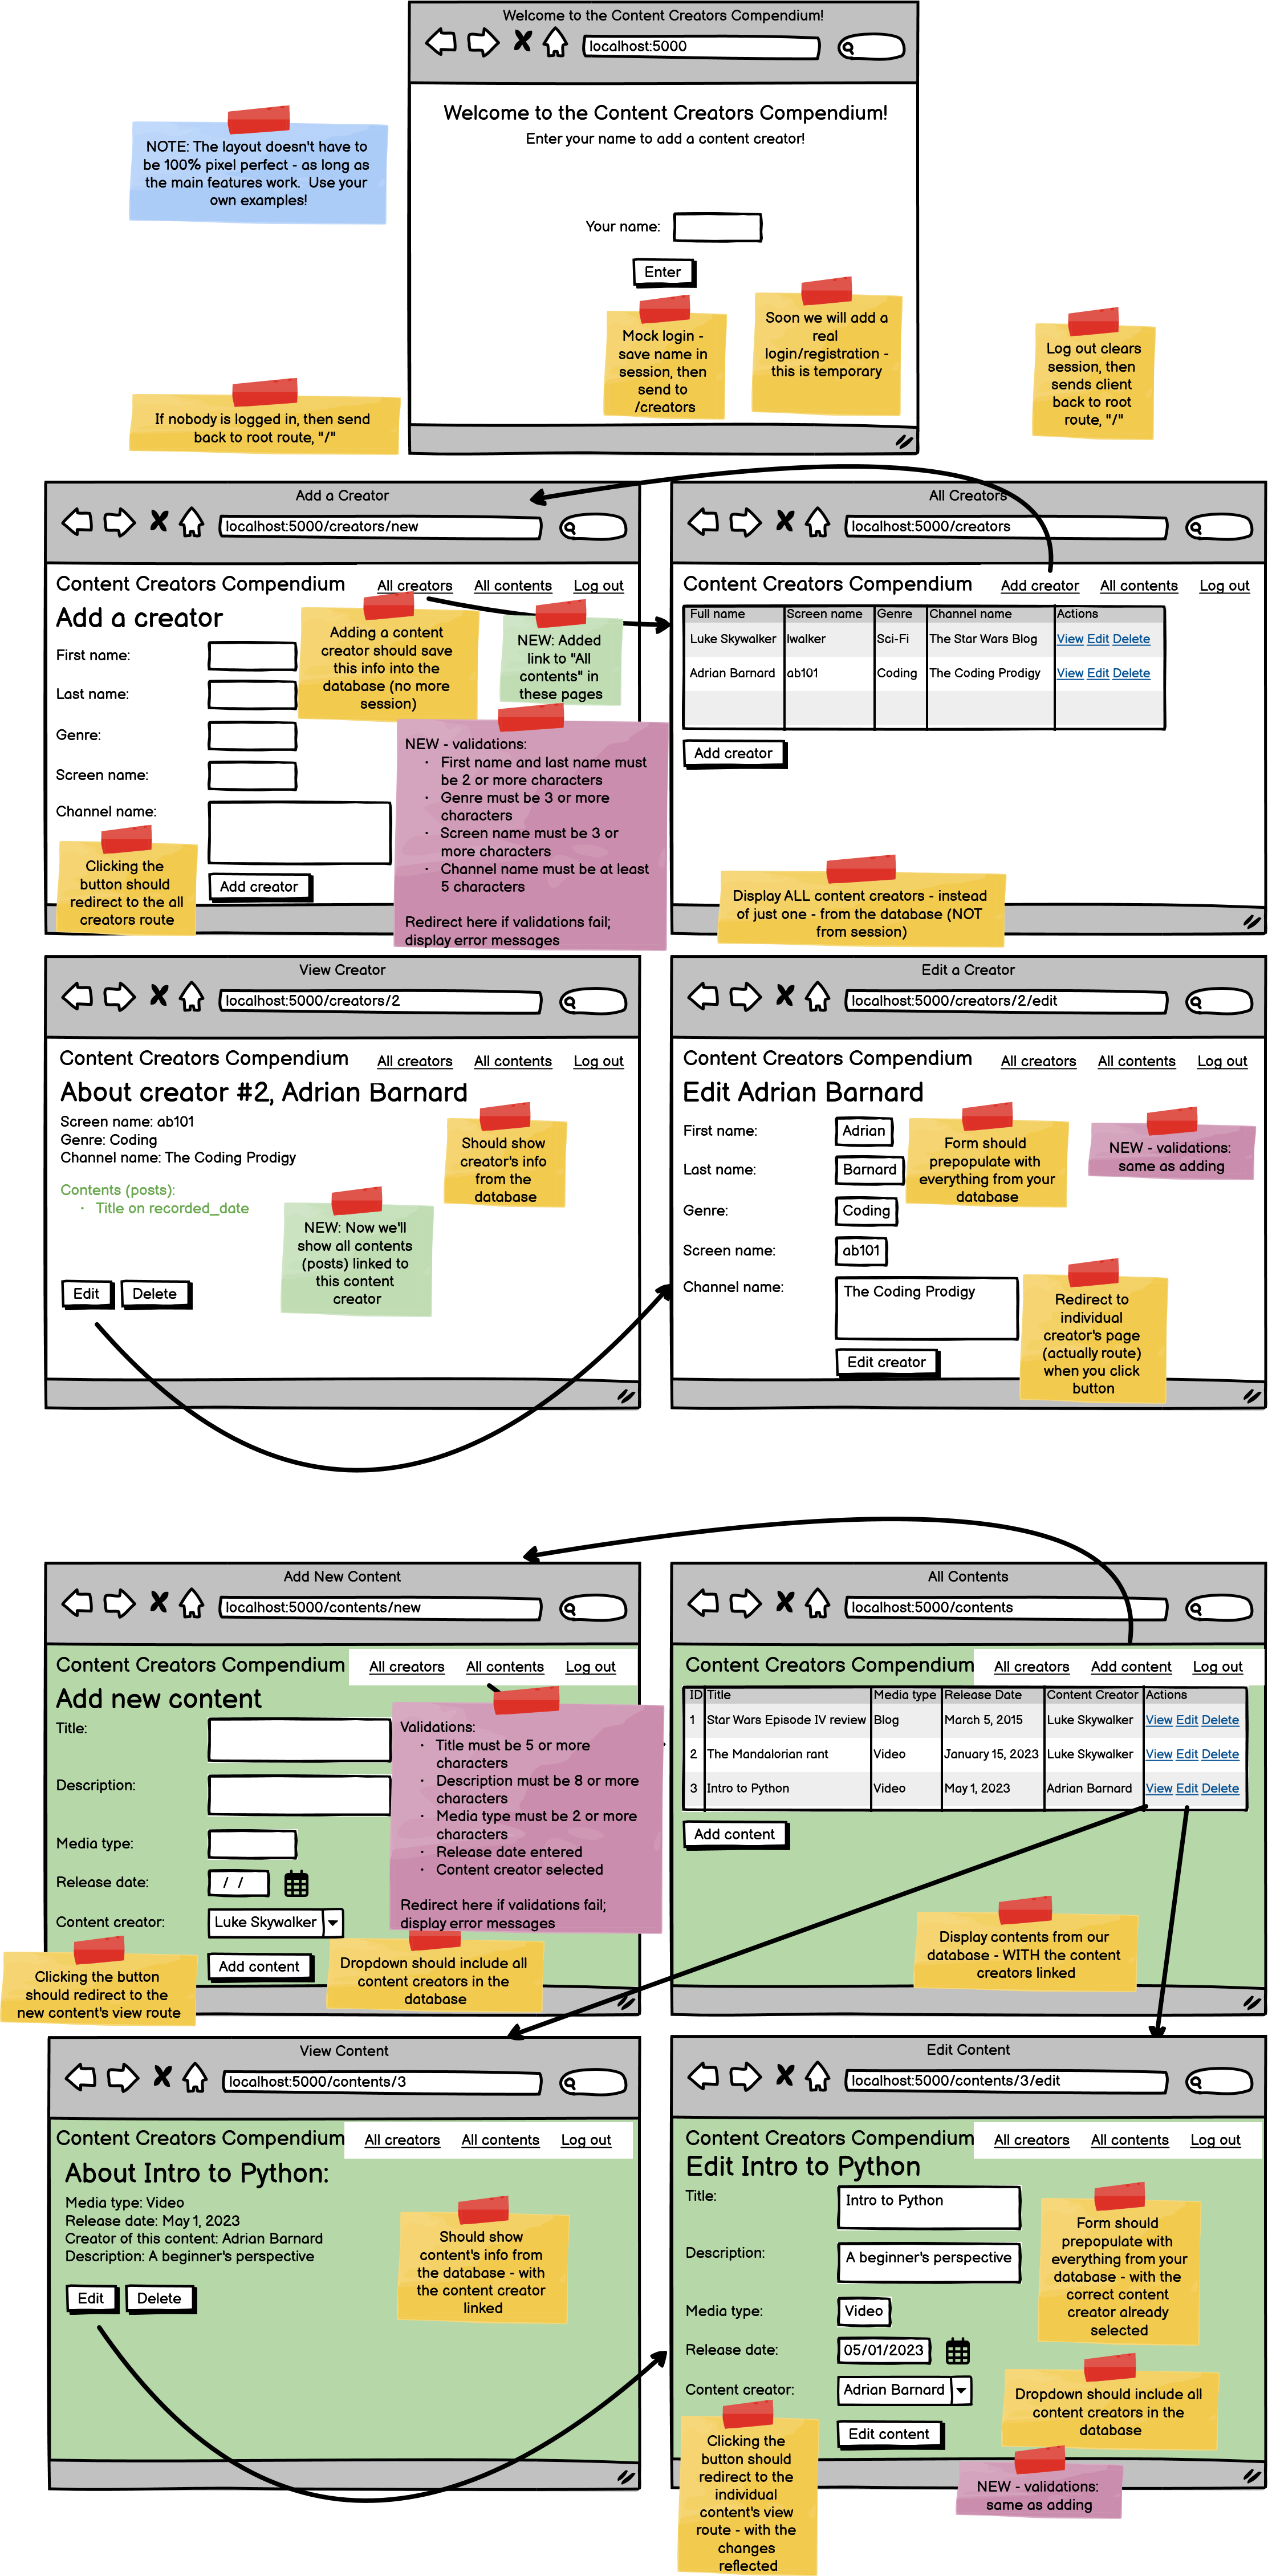 Welcome to the Content Creators Compendium!
localhost:5000
Welcome to the Content Creators Compendium!
Enter your name to add a content creator!
NOTE: The layout doesn't have to
be 100% pixel perfect - as long as
the main features work.  Use your
own examples!
Your name:
Enter
Mock login -
save name in
session, then
send to
/creators
Soon we will add a
real
login/registration -
this is temporary
Log out clears
session, then
sends client
back to root
route, "/"
If nobody is logged in, then send
back to root route, "/"
Add a Creator
localhost:5000/creators/new
Content Creators Compendium
All creators
All contents
Log out
Add a creator
First name:
Last name:
Genre:
Screen name:
Channel name:
Add creator
Adding a content
creator should save
this info into the
database (no more
session)
NEW: Added
link to "All
contents" in
these pages
NEW - validations:
· First name and last name must
be 2 or more characters
· Genre must be 3 or more
characters
· Screen name must be 3 or
more characters
· Channel name must be at least
5 characters
Redirect here if validations fail;
display error messages
Clicking the
button should
redirect to the all
creators route
All Creators
localhost:5000/creators
Content Creators Compendium
Add creator
All contents
Log out
Full name Screen name Genre Channel name Actions
Luke Skywalker lwalker Sci-Fi The Star Wars Blog View Edit Delete
Adrian Barnard ab101 Coding The Coding Prodigy View Edit Delete
Add creator
Display ALL content creators - instead
of just one - from the database (NOT
from session)
View Creator
localhost:5000/creators/2
Content Creators Compendium
All creators
All contents
Log out
About creator #2, Adrian Barnard
Screen name: ab101
Genre: Coding
Channel name: The Coding Prodigy
Contents (posts):
· Title on recorded_date
Should show
creator's info
from the
database
NEW: Now we'll
show all contents
(posts) linked to
this content
creator
Edit
Delete
Edit a Creator
localhost:5000/creators/2/edit
Content Creators Compendium
All creators
All contents
Log out
Edit Adrian Barnard
First name: Adrian
Last name: Barnard
Genre: Coding
Screen name: ab101
Channel name: The Coding Prodigy
Edit creator
Form should
prepopulate with
everything from your
database
NEW - validations:
same as adding
Redirect to
individual
creator's page
(actually route)
when you click
button
Add New Content
localhost:5000/contents/new
Content Creators Compendium
All creators
All contents
Log out
Add new content
Title:
Description:
Media type:
Release date: / /
Content creator: Luke Skywalker
Add content
Validations:
· Title must be 5 or more
characters
· Description must be 8 or more
characters
· Media type must be 2 or more
characters
· Release date entered
· Content creator selected
Redirect here if validations fail;
display error messages
Clicking the button
should redirect to the
new content's view route
Dropdown should include all
content creators in the
database
All Contents
localhost:5000/contents
Content Creators Compendium
All creators
Add content
Log out
ID Title Media type Release Date Content Creator Actions
1 Star Wars Episode IV review Blog March 5, 2015 Luke Skywalker View Edit Delete
2 The Mandalorian rant Video January 15, 2023 Luke Skywalker View Edit Delete
3 Intro to Python Video May 1, 2023 Adrian Barnard View Edit Delete
Add content
Display contents from our
database - WITH the content
creators linked
View Content
localhost:5000/contents/3
Content Creators Compendium
All creators
All contents
Log out
About Intro to Python:
Media type: Video
Release date: May 1, 2023
Creator of this content: Adrian Barnard
Description: A beginner's perspective
Edit
Delete
Should show
content's info from
the database - with
the content creator
linked
Edit Content
localhost:5000/contents/3/edit
Content Creators Compendium
All creators
All contents
Log out
Edit Intro to Python
Title: Intro to Python
Description: A beginner's perspective
Media type: Video
Release date: 05/01/2023
Content creator: Adrian Barnard
Edit content
Form should
prepopulate with
everything from your
database - with the
correct content
creator already
selected
Dropdown should include all
content creators in the
database
Clicking the
button should
redirect to the
individual
content's view
route - with the
changes
reflected
NEW - validations:
same as adding